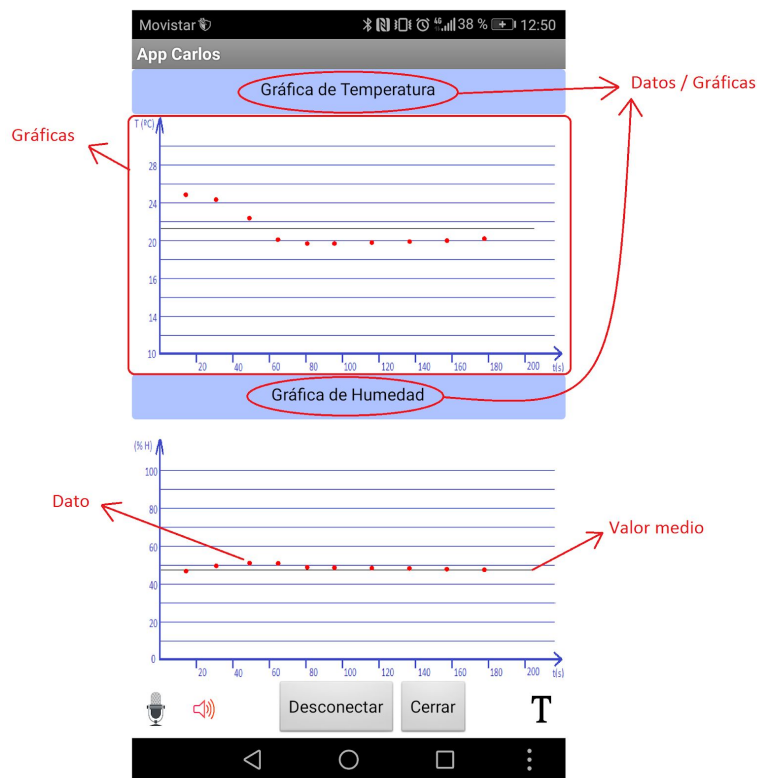 Movistar 4G 38 % 12:50
App Carlos
Gráfica de Temperatura
Datos / Gráficas
Gráficas
T (ºC)
28
24
20
16
14
10
20 40 60 80 100 120 140 160 180 200 t(s)
Gráfica de Humedad
(% H)
100
80
60
40
20
0
20 40 60 80 100 120 140 160 180 200 t(s)
Dato
Valor medio
Desconectar Cerrar T